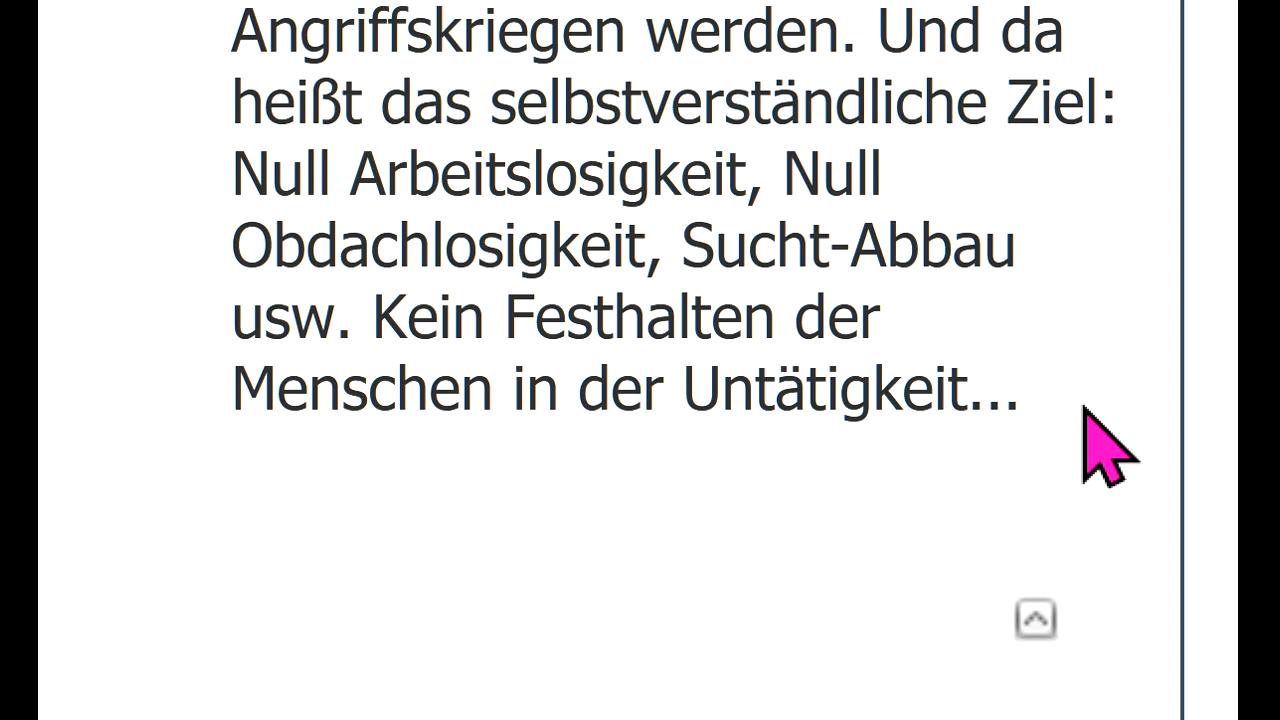 Angriffskriegen werden. Und da
heißt das selbstverständliche Ziel:
Null Arbeitslosigkeit, Null
Obdachlosigkeit, Sucht-Abbau
usw. Kein Festhalten der
Menschen in der Untätigkeit...